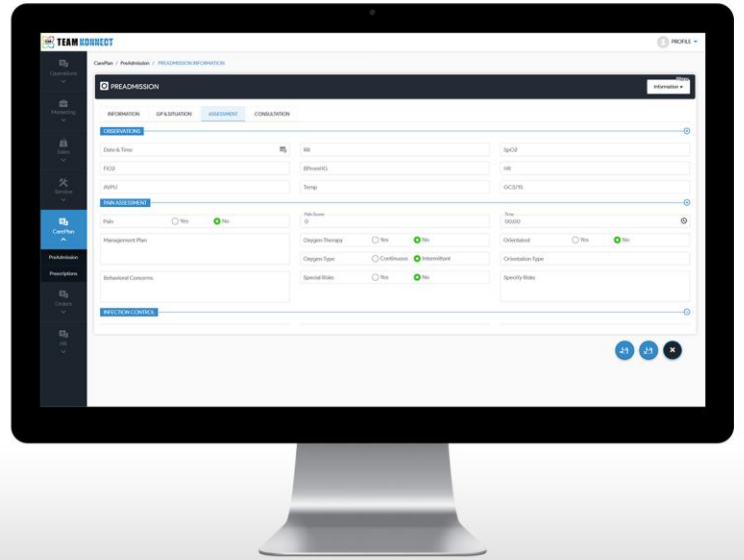 TEAM KONNECT
PROFILE
CarePlan / PreAdmission / PREADMISSION INFORMATION
Operations
PREADMISSION
Information
Marketing
INFORMATION GP & SITUATION ASSESSMENT CONSULTATION
OBSERVATIONS
Sales
Date & Time RR SpO2
FiO2 BPmmHG HR
Service
AVPU Temp GCS/15
PAIN ASSESSMENT
CarePlan
Pain Yes No Pain Score 0 Time 00:00
Management Plan Oxygen Therapy Yes No Orientated Yes No
PreAdmission
Oxygen Type Continuous Intermittent Orientation Type
Prescriptions
Behavioral Concerns Special Risks Yes No Specify Risks
Orders
INFECTION CONTROL
HR